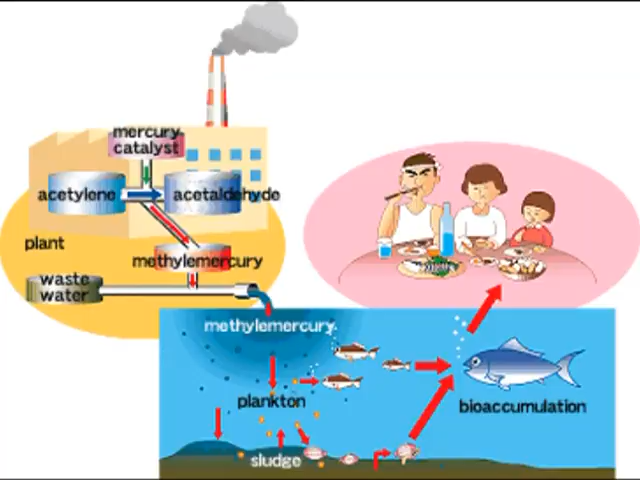 mercury
catalyst
acetylene
acetaldehyde
plant
methylemercury
waste
water
methylemercury
plankton
bioaccumulation
sludge